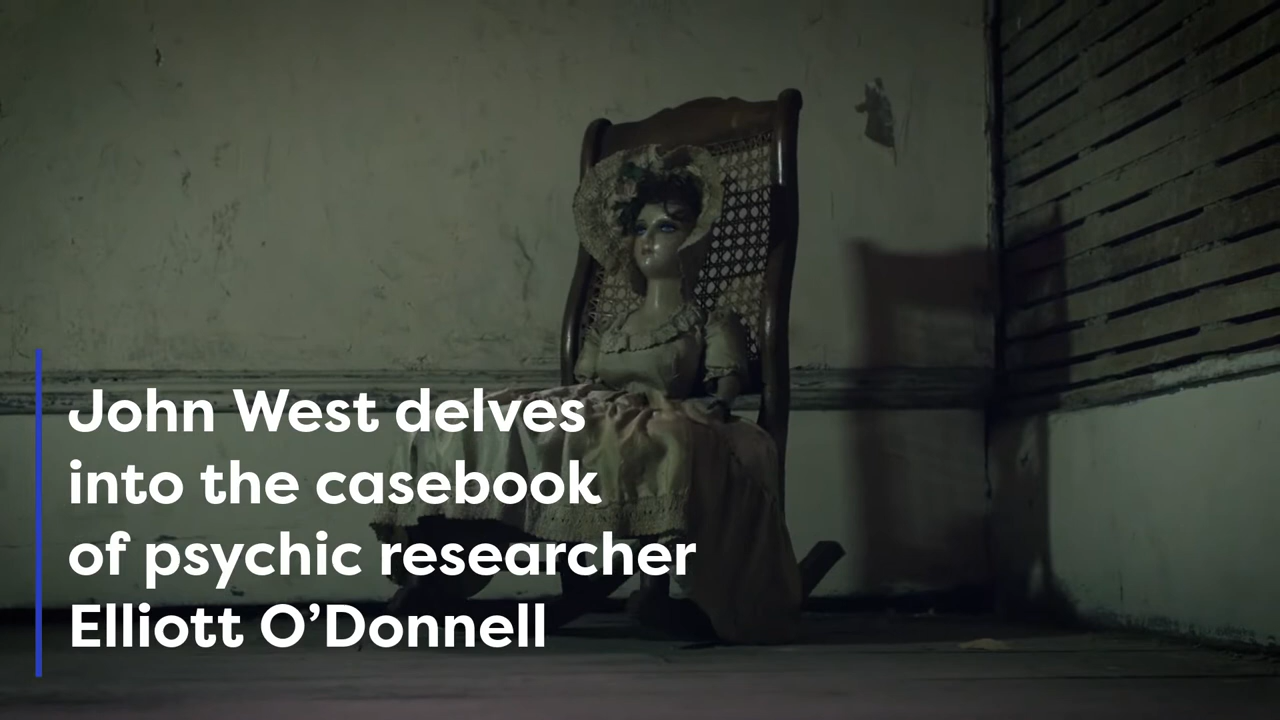 John West delves
into the casebook
of psychic researcher
Elliott O’Donnell